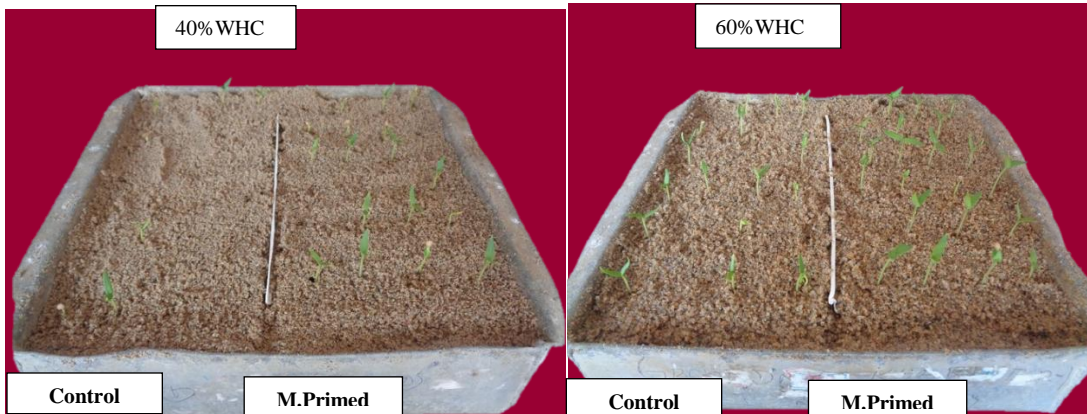 40%WHC
60%WHC
Control
M.Primed
Control
M.Primed